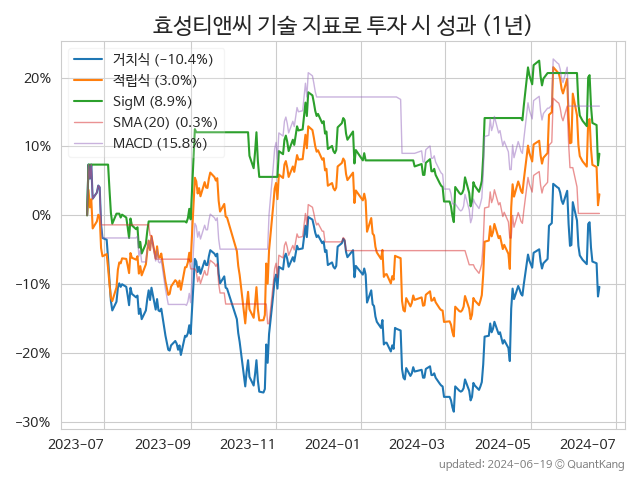 효성티앤씨 기술 지표로 투자 시 성과 (1년)
거치식 (−10.4%)
적립식 (3.0%)
SigM (8.9%)
SMA(20) (0.3%)
MACD (15.8%)
20%
10%
0%
−10%
−20%
−30%
2023−07 2023−09 2023−11 2024−01 2024−03 2024−05 2024−07
updated: 2024−06−19 ⓒ QuantKang